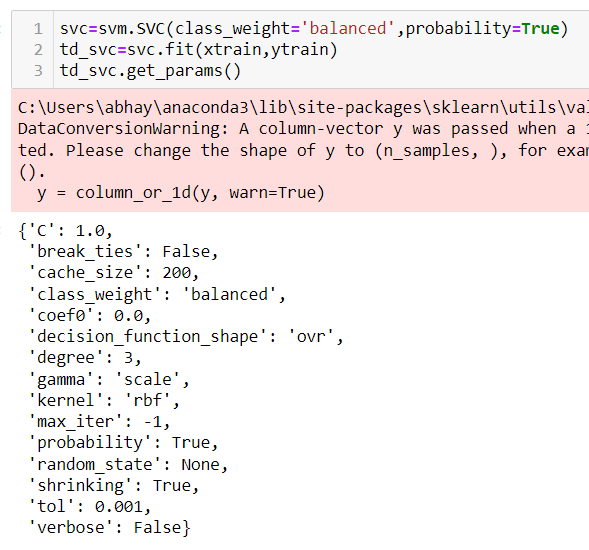 1 svc=svm.SVC(class_weight='balanced',probability=True)
2 td_svc=svc.fit(xtrain,ytrain)
3 td_svc.get_params()
C:\Users\abhay\anaconda3\lib\site-packages\sklearn\utils\val
DataConversionWarning: A column-vector y was passed when a 1
ted. Please change the shape of y to (n_samples, ), for exam
().
y = column_or_1d(y, warn=True)
{'C': 1.0,
'break_ties': False,
'cache_size': 200,
'class_weight': 'balanced',
'coef0': 0.0,
'decision_function_shape': 'ovr',
'degree': 3,
'gamma': 'scale',
'kernel': 'rbf',
'max_iter': -1,
'probability': True,
'random_state': None,
'shrinking': True,
'tol': 0.001,
'verbose': False}